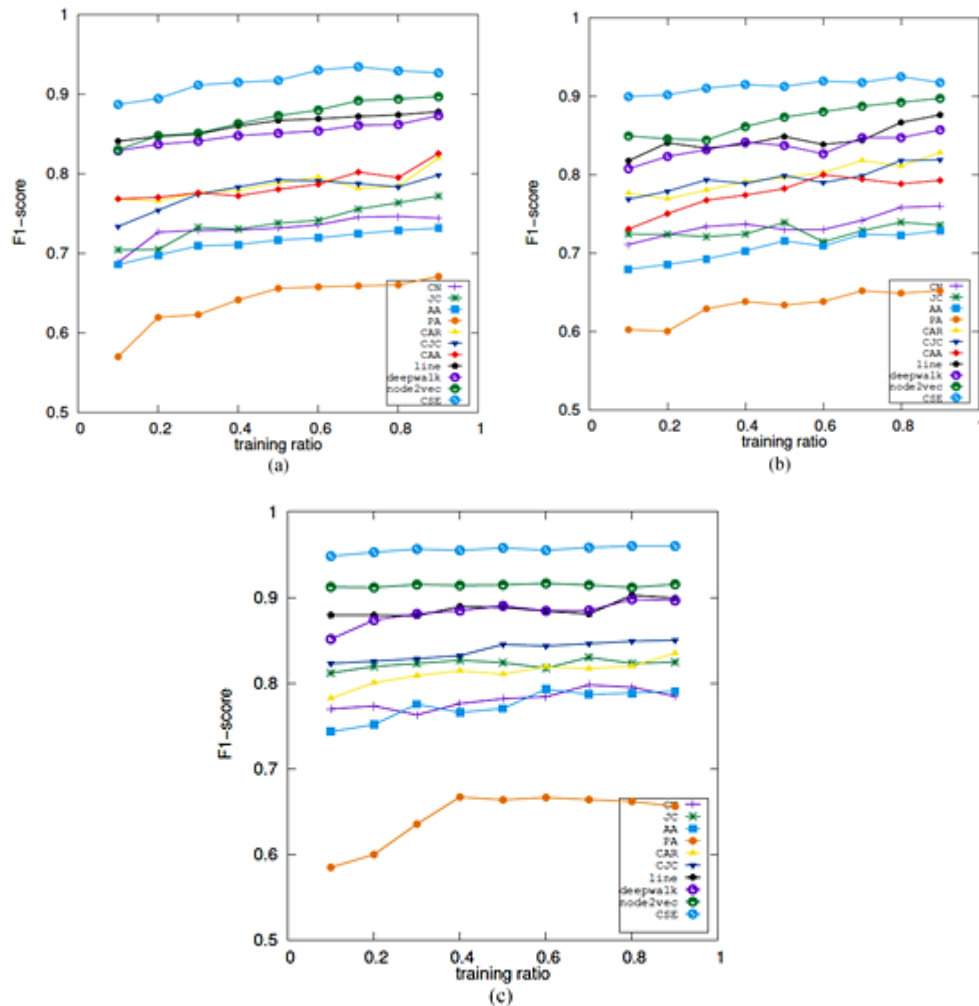 1
0.9
0.8
0.7
0.6
0.5
F1-score
CN
JC
AA
PA
CAR
CJC
CAA
line
deepwalk
node2vec
CSE
0 0.2 0.4 0.6 0.8 1
training ratio
(a)
1
0.9
0.8
0.7
0.6
0.5
F1-score
CN
JC
AA
PA
CAR
CJC
CAA
line
deepwalk
node2vec
CSE
0 0.2 0.4 0.6 0.8 1
training ratio
(b)
1
0.9
0.8
0.7
0.6
0.5
F1-score
CN
JC
AA
PA
CAR
CJC
line
deepwalk
node2vec
CSE
0 0.2 0.4 0.6 0.8 1
training ratio
(c)